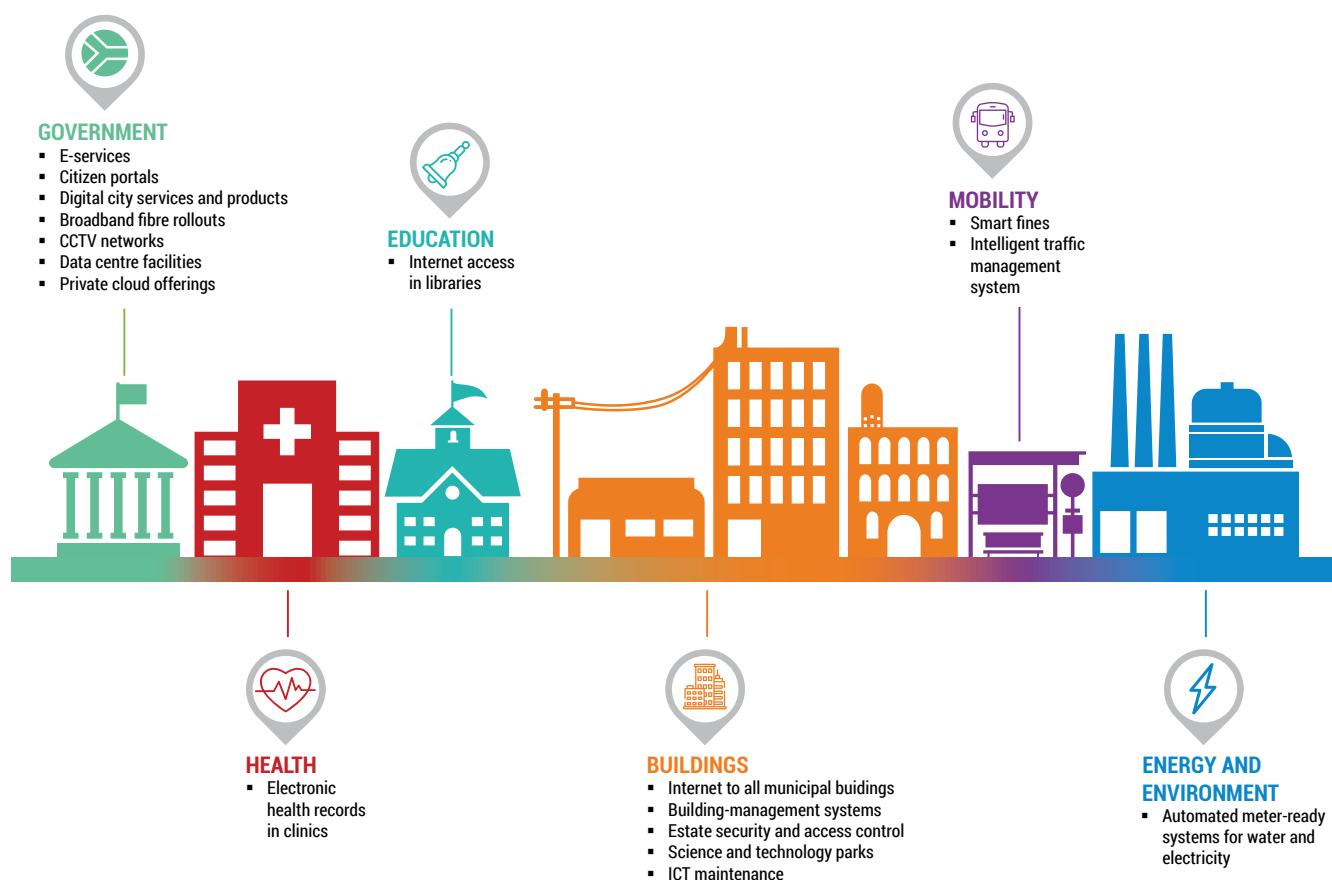 GOVERNMENT
▪ E-services
▪ Citizen portals
▪ Digital city services and products
▪ Broadband fibre rollouts
▪ CCTV networks
▪ Data centre facilities
▪ Private cloud offerings
EDUCATION
▪ Internet access
in libraries
MOBILITY
▪ Smart fines
▪ Intelligent traffic
management
system
HEALTH
▪ Electronic
health records
in clinics
BUILDINGS
▪ Internet to all municipal buidings
▪ Building-management systems
▪ Estate security and access control
▪ Science and technology parks
▪ ICT maintenance
ENERGY AND
ENVIRONMENT
▪ Automated meter-ready
systems for water and
electricity